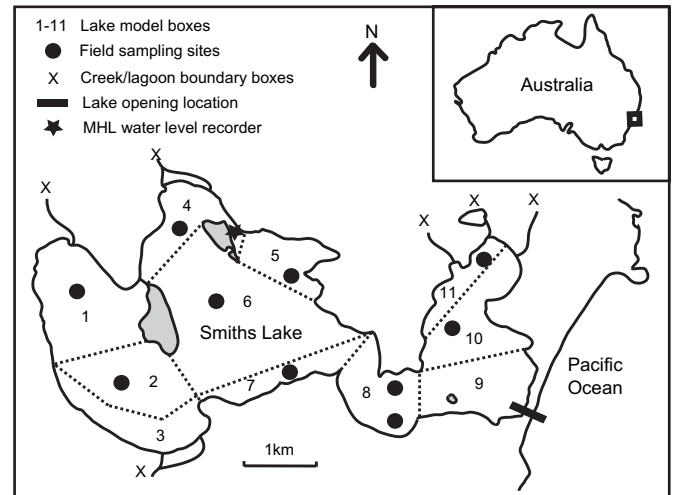 1-11 Lake model boxes
Field sampling sites
X Creek/lagoon boundary boxes
Lake opening location
MHL water level recorder
N
Australia
X
X
X
X
X
4
5
1
6
11
10
Smiths Lake
2
7
8
9
Pacific
Ocean
3
X
1km